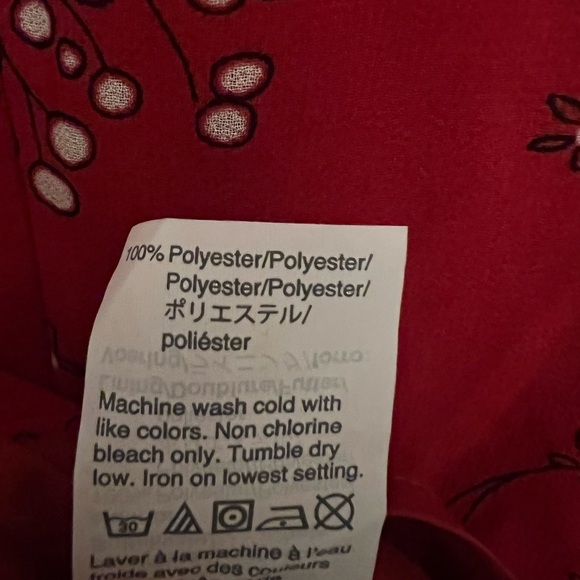 100% Polyester/Polyester/
Polyester/Polyester/
ポリエステル/
poliéster
Machine wash cold with
like colors. Non chlorine
bleach only. Tumble dry
low. Iron on lowest setting.
30
Laver à la machine à l'eau
froide avec des Couleurs